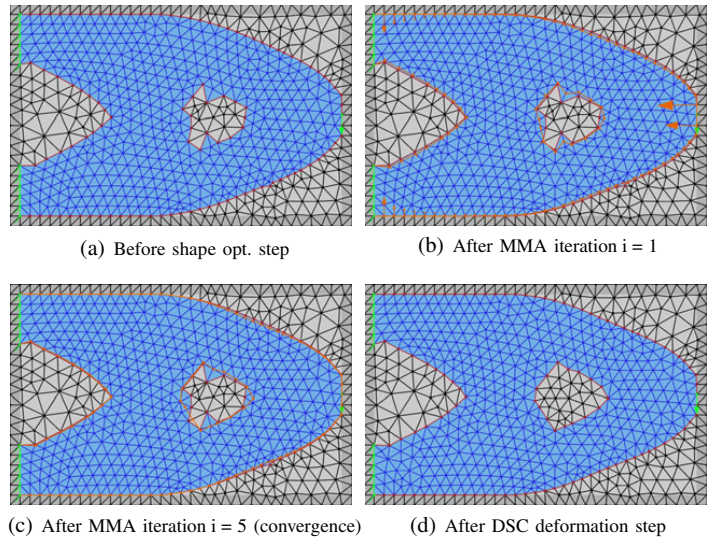 (a) Before shape opt. step
(b) After MMA iteration i = 1
(c) After MMA iteration i = 5 (convergence)
(d) After DSC deformation step